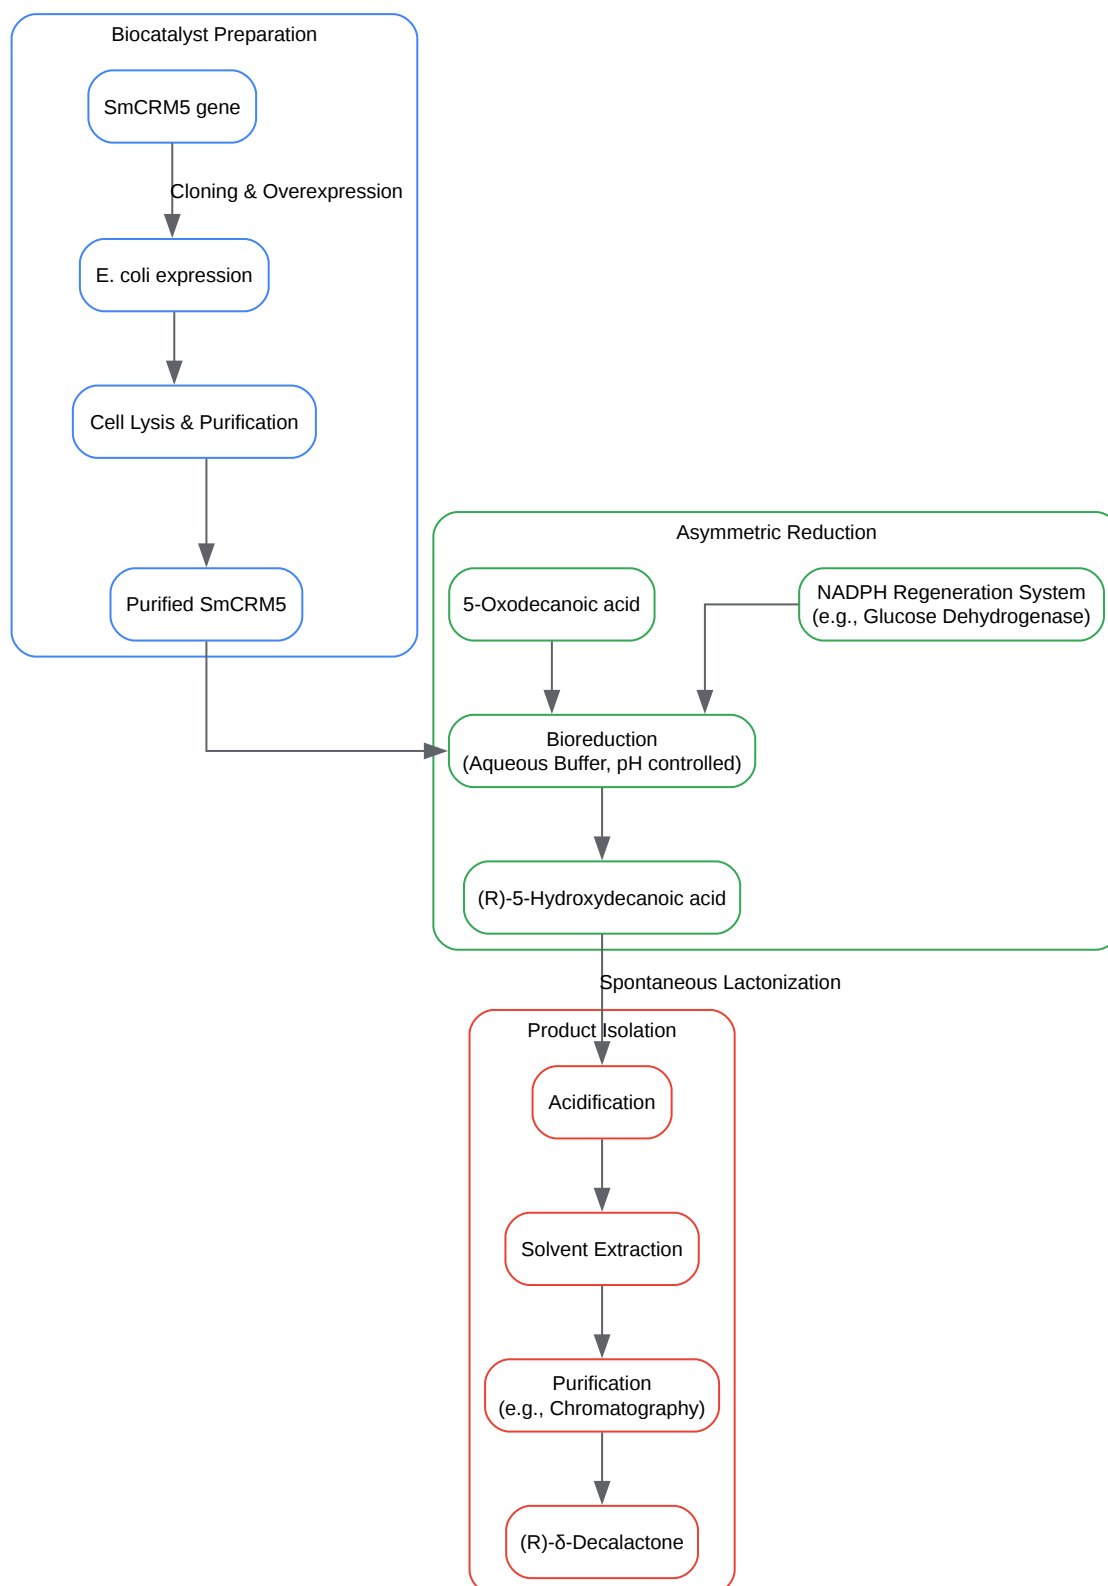 Biocatalyst Preparation
SmCRM5 gene
Cloning & Overexpression
E. coli expression
Cell Lysis & Purification
Purified SmCRM5
Asymmetric Reduction
5-Oxodecanoic acid
NADPH Regeneration System
(e.g., Glucose Dehydrogenase)
Bioreduction
(Aqueous Buffer, pH controlled)
(R)-5-Hydroxydecanoic acid
Spontaneous Lactonization
Product Isolation
Acidification
Solvent Extraction
Purification
(e.g., Chromatography)
(R)-δ-Decalactone